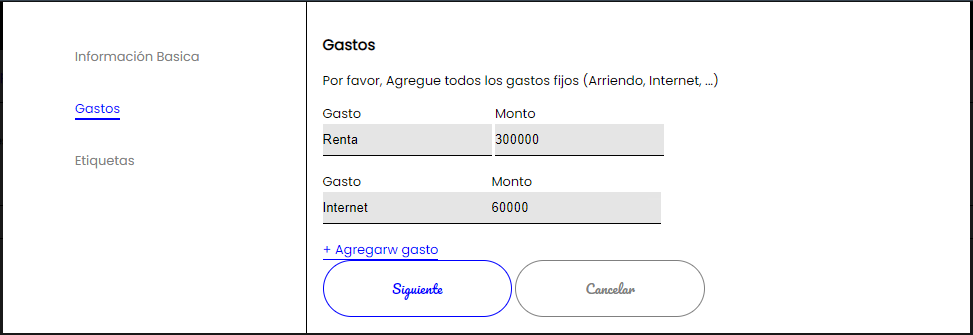 Información Basica
Gastos
Etiquetas
Gastos
Por favor, Agregue todos los gastos fijos (Arriendo, Internet, ...)
Gasto Monto
Renta 300000
Gasto Monto
Internet 60000
+ Agregarw gasto
Siguiente Cancelar